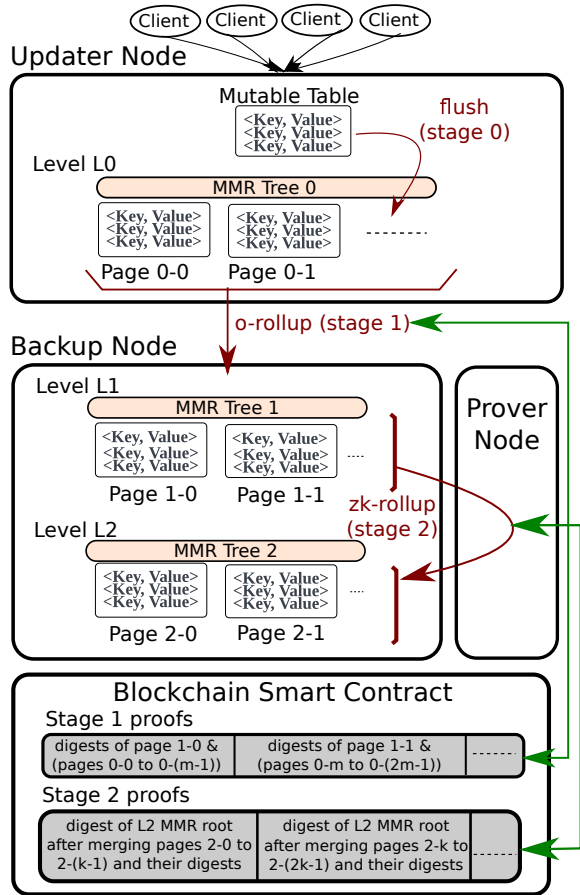 Client
Client
Client
Client
Updater Node
Mutable Table
<Key, Value>
<Key, Value>
<Key, Value>
flush
(stage 0)
Level L0
MMR Tree 0
<Key, Value>
<Key, Value>
<Key, Value>
<Key, Value>
<Key, Value>
<Key, Value>
Page 0-0
Page 0-1
o-rollup (stage 1)
Backup Node
Level L1
MMR Tree 1
<Key, Value>
<Key, Value>
<Key, Value>
<Key, Value>
<Key, Value>
<Key, Value>
Page 1-0
Page 1-1
Prover
Node
zk-rollup
(stage 2)
Level L2
MMR Tree 2
<Key, Value>
<Key, Value>
<Key, Value>
<Key, Value>
<Key, Value>
<Key, Value>
Page 2-0
Page 2-1
Blockchain Smart Contract
Stage 1 proofs
digests of page 1-0 &
(pages 0-0 to 0-(m-1))
digests of page 1-1 &
(pages 0-m to 0-(2m-1))
Stage 2 proofs
digest of L2 MMR root
after merging pages 2-0 to
2-(k-1) and their digests
digest of L2 MMR root
after merging pages 2-k to
2-(2k-1) and their digests